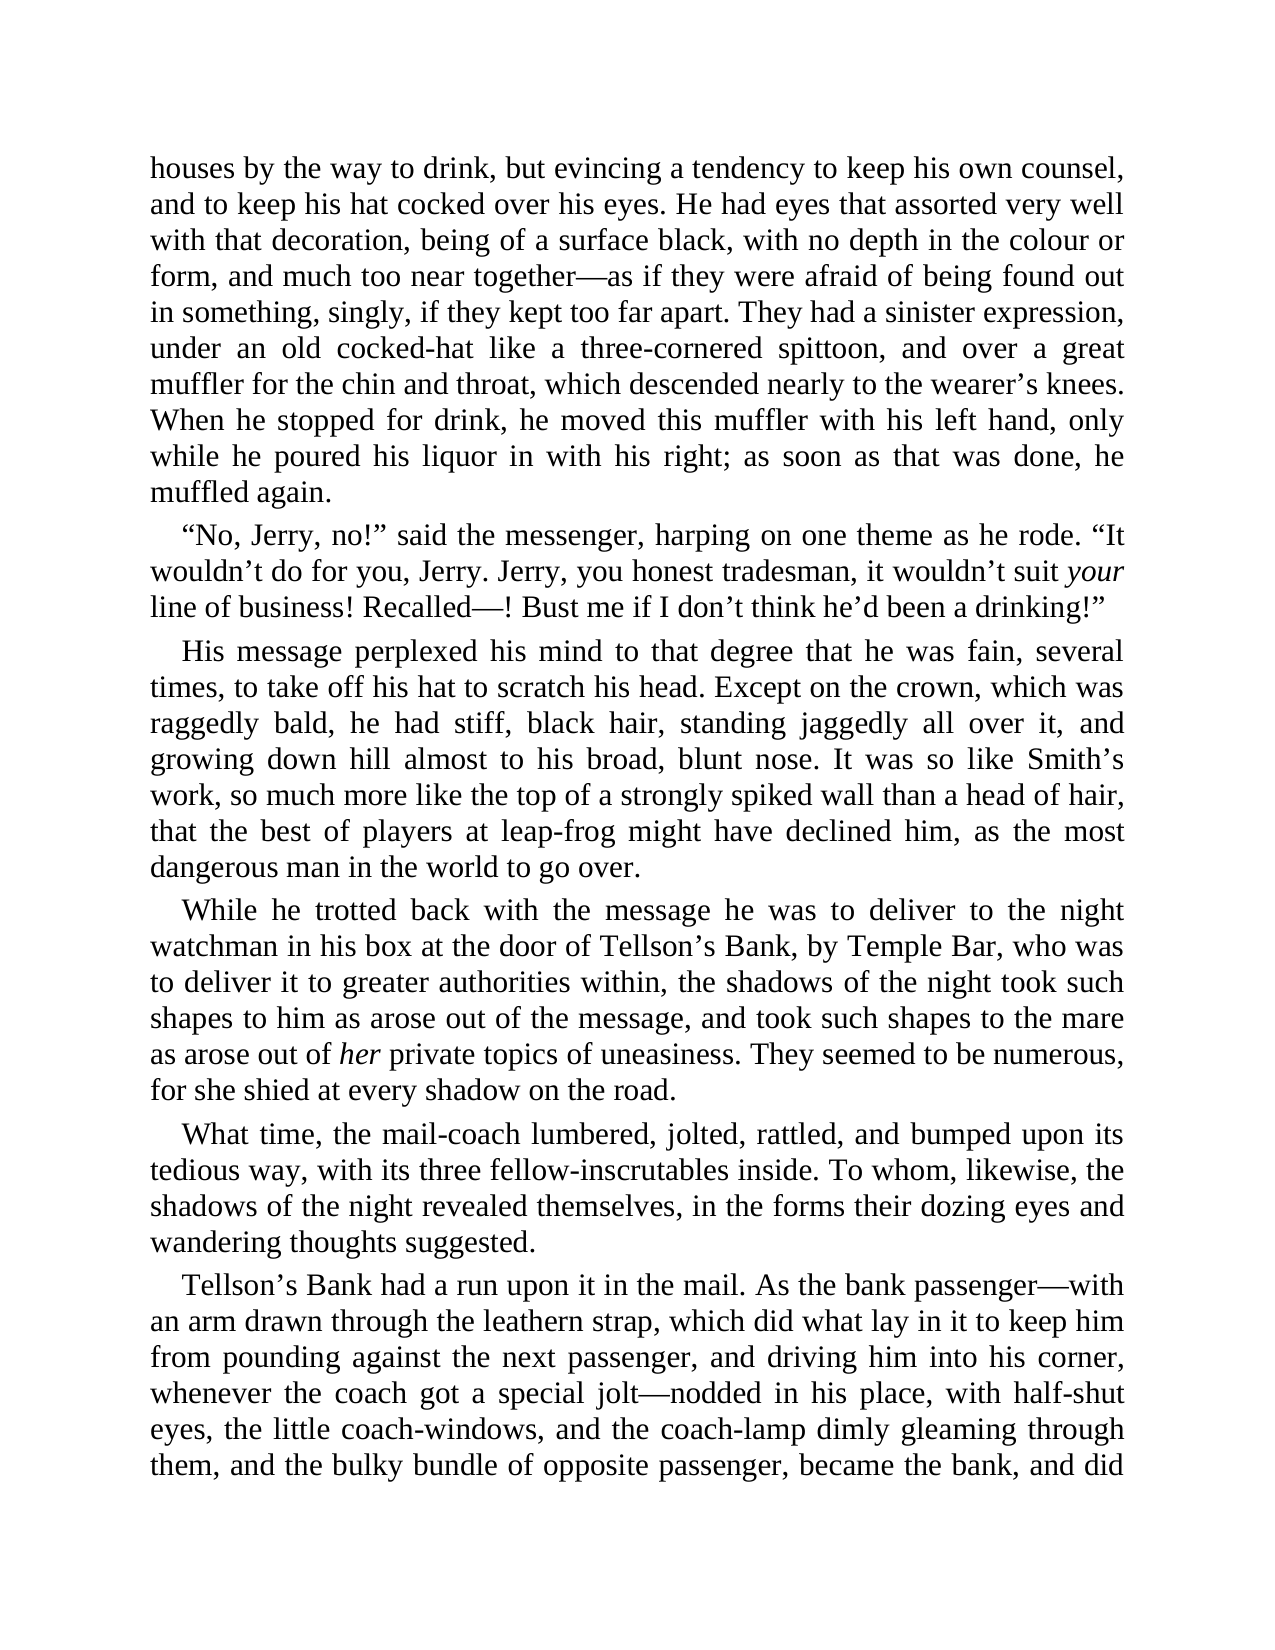 houses by the way to drink, but evincing a tendency to keep his own counsel,
and to keep his hat cocked over his eyes. He had eyes that assorted very well
with that decoration, being of a surface black, with no depth in the colour or
form, and much too near together—as if they were afraid of being found out
in something, singly, if they kept too far apart. They had a sinister expression,
under an old cocked-hat like a three-cornered spittoon, and over a great
muffler for the chin and throat, which descended nearly to the wearer’s knees.
When he stopped for drink, he moved this muffler with his left hand, only
while he poured his liquor in with his right; as soon as that was done, he
muffled again.
“No, Jerry, no!” said the messenger, harping on one theme as he rode. “It
wouldn’t do for you, Jerry. Jerry, you honest tradesman, it wouldn’t suit your
line of business! Recalled—! Bust me if I don’t think he’d been a drinking!”
His message perplexed his mind to that degree that he was fain, several
times, to take off his hat to scratch his head. Except on the crown, which was
raggedly bald, he had stiff, black hair, standing jaggedly all over it, and
growing down hill almost to his broad, blunt nose. It was so like Smith’s
work, so much more like the top of a strongly spiked wall than a head of hair,
that the best of players at leap-frog might have declined him, as the most
dangerous man in the world to go over.
While he trotted back with the message he was to deliver to the night
watchman in his box at the door of Tellson’s Bank, by Temple Bar, who was
to deliver it to greater authorities within, the shadows of the night took such
shapes to him as arose out of the message, and took such shapes to the mare
as arose out of her private topics of uneasiness. They seemed to be numerous,
for she shied at every shadow on the road.
What time, the mail-coach lumbered, jolted, rattled, and bumped upon its
tedious way, with its three fellow-inscrutables inside. To whom, likewise, the
shadows of the night revealed themselves, in the forms their dozing eyes and
wandering thoughts suggested.
Tellson’s Bank had a run upon it in the mail. As the bank passenger—with
an arm drawn through the leathern strap, which did what lay in it to keep him
from pounding against the next passenger, and driving him into his corner,
whenever the coach got a special jolt—nodded in his place, with half-shut
eyes, the little coach-windows, and the coach-lamp dimly gleaming through
them, and the bulky bundle of opposite passenger, became the bank, and did